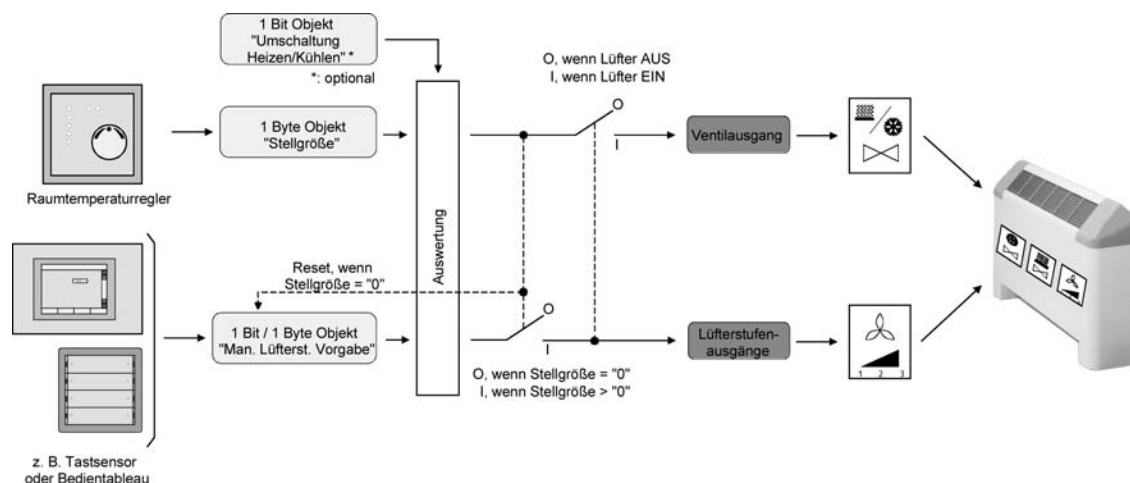 1 Bit Objekt
"Umschaltung
Heizen/Kühlen" *
*: optional
O, wenn Lüfter AUS
I, wenn Lüfter EIN
O
I
1 Byte Objekt
"Stellgröße"
Ventilausgang
Raumtemperaturregler
Auswertung
Reset, wenn
Stellgröße = "0"
O
I
1 Bit / 1 Byte Objekt
"Man. Lüfterst. Vorgabe"
Lüfterstufen-
ausgänge
1 2 3
O, wenn Stellgröße = "0"
I, wenn Stellgröße > "0"
z. B. Tastsensor
oder Bedientableau